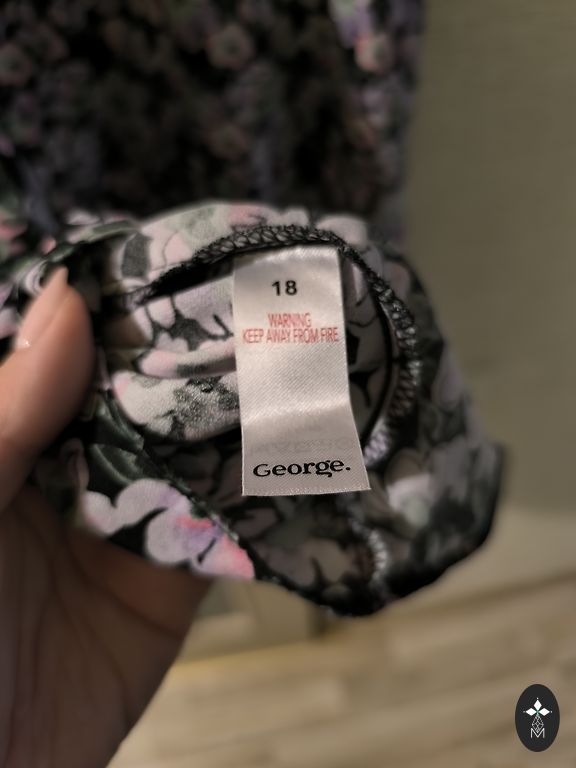 18
WARNING
KEEP AWAY FROM FIRE
George.